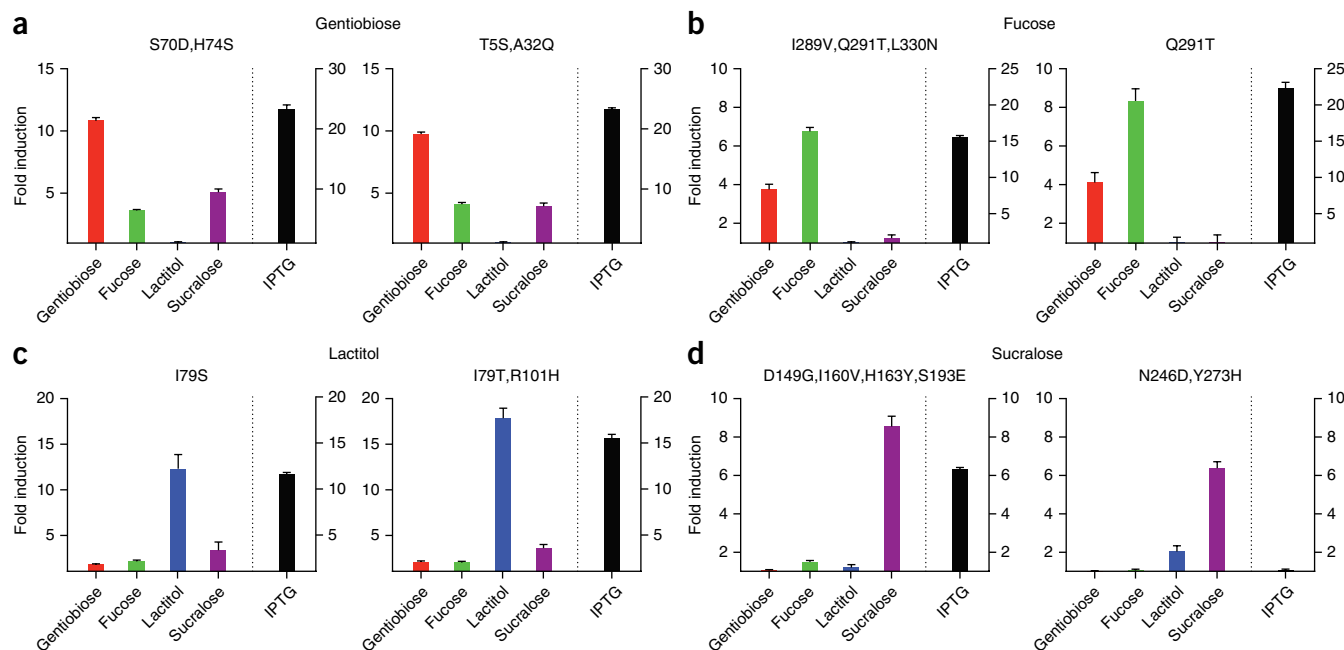 a
Gentiobiose
S70D,H74S
Fold induction
15
10
5
30
20
10
Gentiobiose
Fucose
Lactitol
Sucralose
IPTG
T5S,A32Q
15
10
5
30
20
10
Gentiobiose
Fucose
Lactitol
Sucralose
IPTG
b
Fucose
I289V,Q291T,L330N
Fold induction
10
8
6
4
2
25
20
15
10
5
Gentiobiose
Fucose
Lactitol
Sucralose
IPTG
Q291T
10
8
6
4
2
25
20
15
10
5
Gentiobiose
Fucose
Lactitol
Sucralose
IPTG
c
Lactitol
I79S
Fold induction
20
15
10
5
20
15
10
5
Gentiobiose
Fucose
Lactitol
Sucralose
IPTG
I79T,R101H
20
15
10
5
20
15
10
5
Gentiobiose
Fucose
Lactitol
Sucralose
IPTG
d
Sucralose
D149G,I160V,H163Y,S193E
Fold induction
10
8
6
4
2
10
8
6
4
2
Gentiobiose
Fucose
Lactitol
Sucralose
IPTG
N246D,Y273H
10
8
6
4
2
10
8
6
4
2
Gentiobiose
Fucose
Lactitol
Sucralose
IPTG